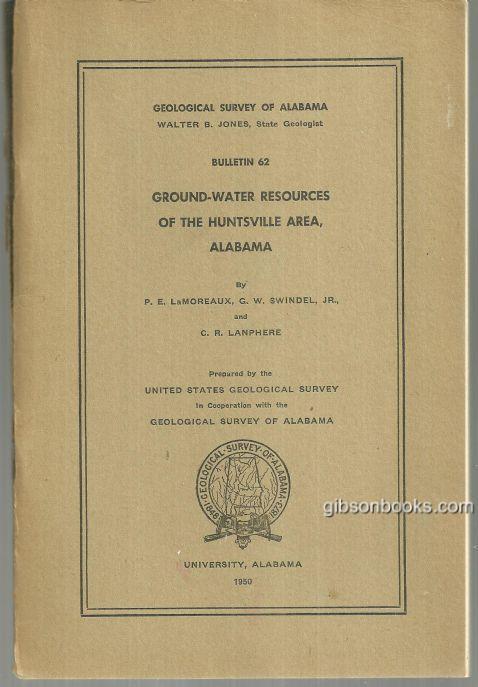 GEOLOGICAL SURVEY OF ALABAMA
WALTER B. JONES, State Geologist
BULLETIN 62
GROUND-WATER RESOURCES
OF THE HUNTSVILLE AREA,
ALABAMA
By
P. E. LaMOREAUX, G. W. SWINDEL, JR.,
and
C. R. LANPHERE
Prepared by the
UNITED STATES GEOLOGICAL SURVEY
in Cooperation with the
GEOLOGICAL SURVEY OF ALABAMA
GEOLOGICAL·SURVEY·OF·ALABAMA
1848 1873
gibsonbooks.com
UNIVERSITY, ALABAMA
1950